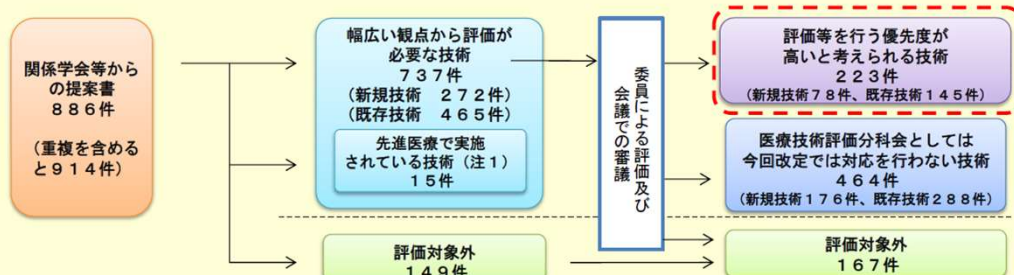 関係学会等から
の提案書
886件
（重複を含める
と914件）
幅広い観点から評価が
必要な技術
737件
（新規技術 272件）
（既存技術 465件）
先進医療で実施
されている技術（注1）
15件
評価対象外
149件
委員による評価及び
会議での審議
評価等を行う優先度が
高いと考えられる技術
223件
（新規技術78件、既存技術145件）
医療技術評価分科会としては
今回改定では対応を行わない技術
464件
（新規技術176件、既存技術288件）
評価対象外
167件